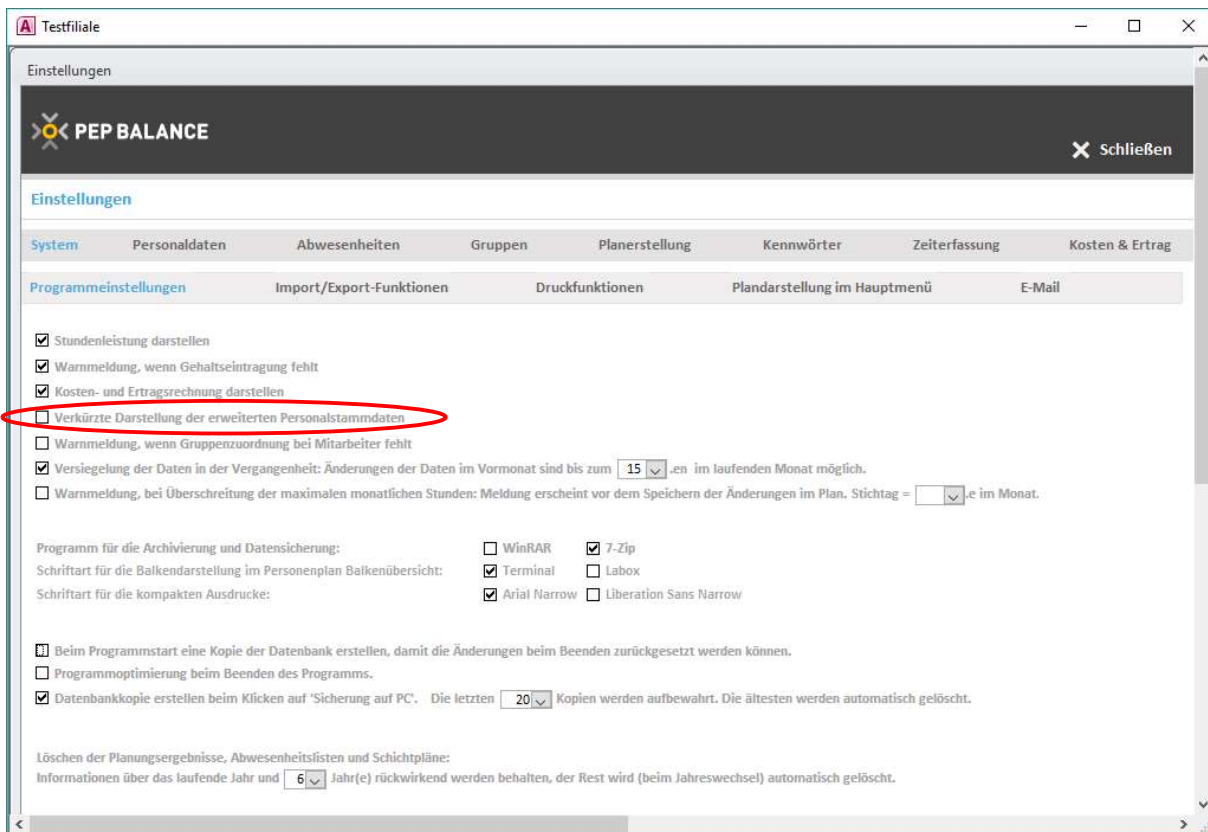 Testfiliale
Einstellungen
PEP BALANCE
Schließen
Einstellungen
System Personaldaten Abwesenheiten Gruppen Planerstellung Kennwörter Zeiterfassung Kosten & Ertrag
Programmeinstellungen Import/Export-Funktionen Druckfunktionen Plandarstellung im Hauptmenü E-Mail
Stundenleistung darstellen
Warnmeldung, wenn Gehaltseintragung fehlt
Kosten- und Ertragsrechnung darstellen
Verkürzte Darstellung der erweiterten Personalstammdaten
Warnmeldung, wenn Gruppenzuordnung bei Mitarbeiter fehlt
Versiegelung der Daten in der Vergangenheit: Änderungen der Daten im Vormonat sind bis zum 15 .en im laufenden Monat möglich.
Warnmeldung, bei Überschreitung der maximalen monatlichen Stunden: Meldung erscheint vor dem Speichern der Änderungen im Plan. Stichtag = .e im Monat.
Programm für die Archivierung und Datensicherung: WinRAR 7-Zip
Schriftart für die Balkendarstellung im Personenplan Balkenübersicht: Terminal Labox
Schriftart für die kompakten Ausdrucke: Arial Narrow Liberation Sans Narrow
Beim Programmstart eine Kopie der Datenbank erstellen, damit die Änderungen beim Beenden zurückgesetzt werden können.
Programmoptimierung beim Beenden des Programms.
Datenbankkopie erstellen beim Klicken auf 'Sicherung auf PC'. Die letzten 20 Kopien werden aufbewahrt. Die ältesten werden automatisch gelöscht.
Löschen der Planungsergebnisse, Abwesenheitslisten und Schichtpläne:
Informationen über das laufende Jahr und 6 Jahr(e) rückwirkend werden behalten, der Rest wird (beim Jahreswechsel) automatisch gelöscht.